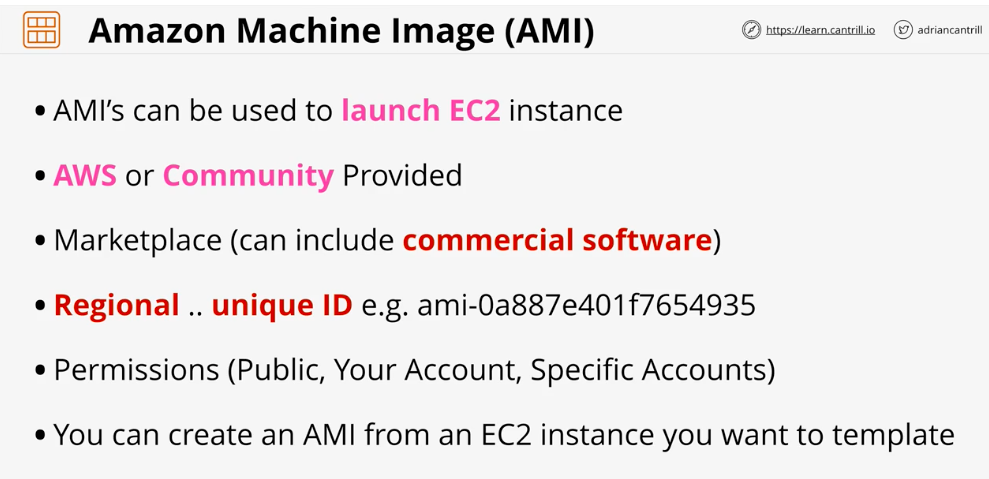 Amazon Machine Image (AMI)
https://learn.cantrill.io
adriancantrill
• AMI's can be used to launch EC2 instance
• AWS or Community Provided
• Marketplace (can include commercial software)
• Regional .. unique ID e.g. ami-0a887e401f7654935
• Permissions (Public, Your Account, Specific Accounts)
• You can create an AMI from an EC2 instance you want to template